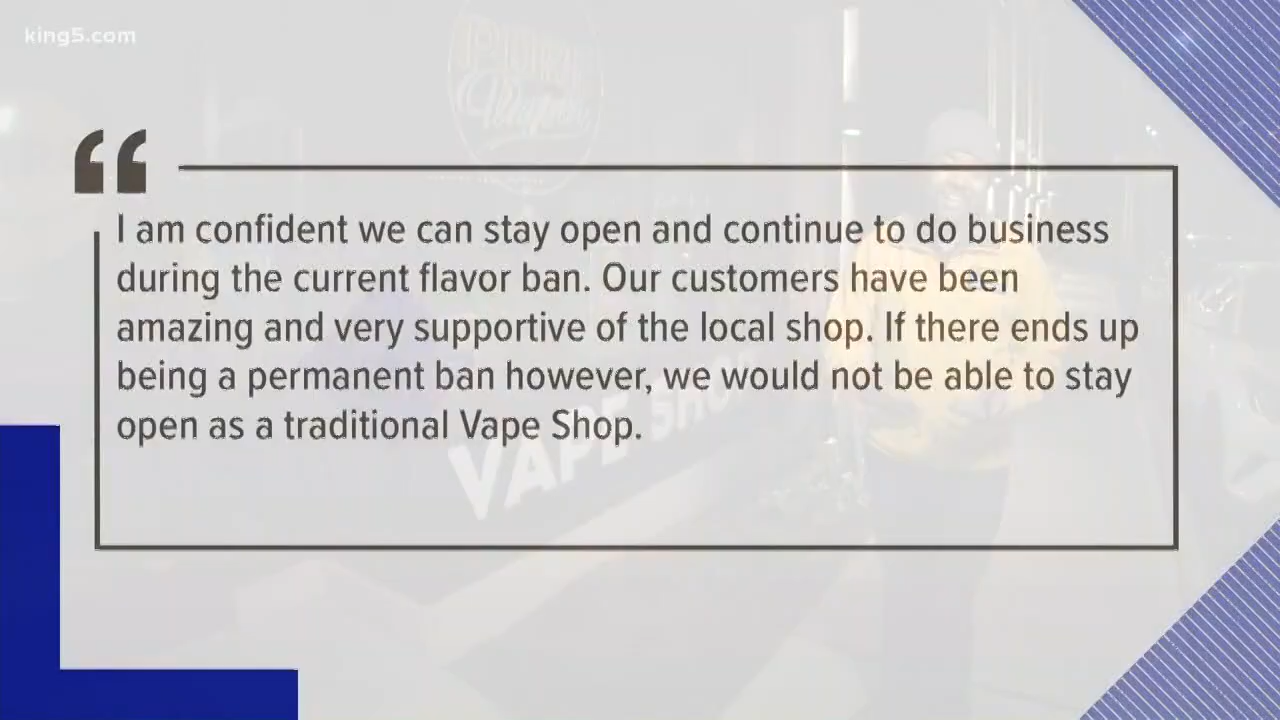 king5.com
“
I am confident we can stay open and continue to do business
during the current flavor ban. Our customers have been
amazing and very supportive of the local shop. If there ends up
being a permanent ban however, we would not be able to stay
open as a traditional Vape Shop.
VAPE SHOP